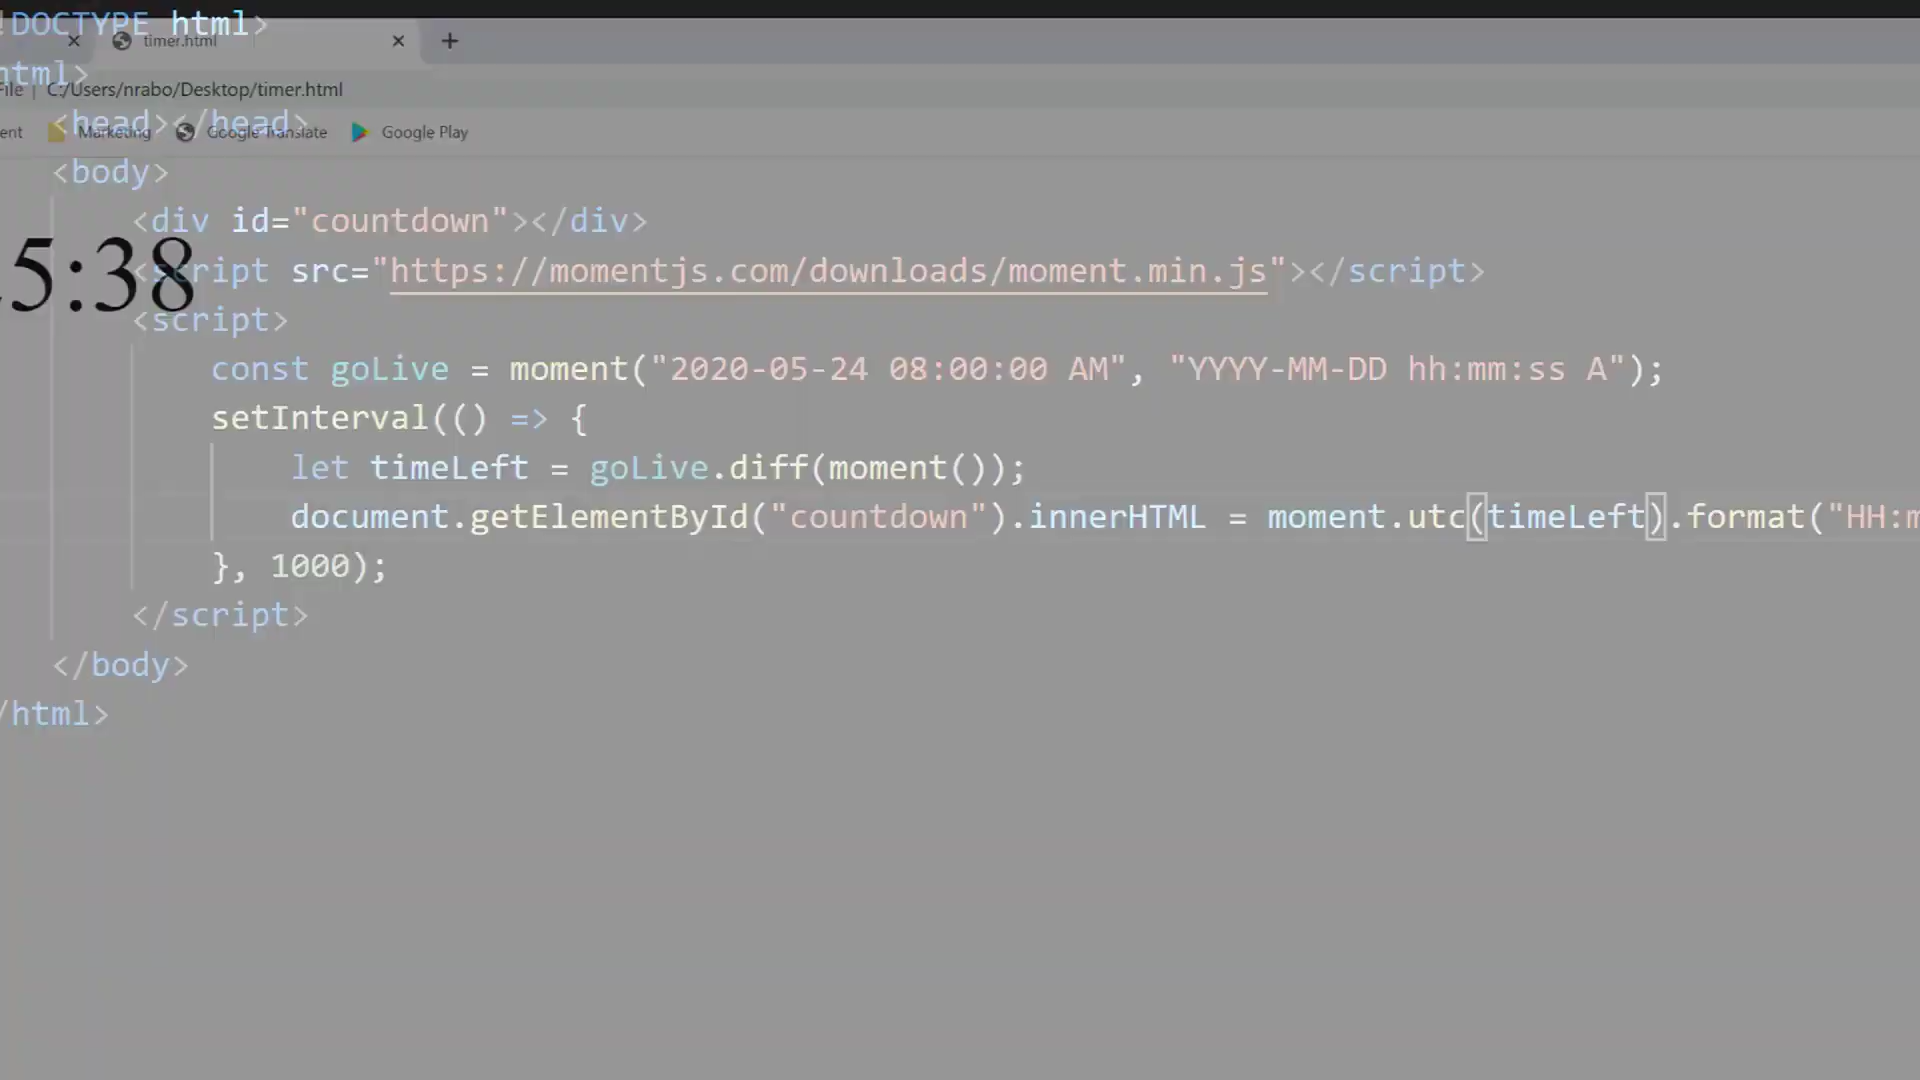 !DOCTYPE html>
timer.html
html>
File | C:/Users/nrabo/Desktop/timer.html
<head></head>
ent Marketing Google Translate Google Play
<body>
<div id="countdown"></div>
5:38
<script src="https://momentjs.com/downloads/moment.min.js"></script>
<script>
const goLive = moment("2020-05-24 08:00:00 AM", "YYYY-MM-DD hh:mm:ss A");
setInterval(() => {
let timeLeft = goLive.diff(moment());
document.getElementById("countdown").innerHTML = moment.utc(timeLeft).format("HH:m
}, 1000);
</script>
</body>
/html>